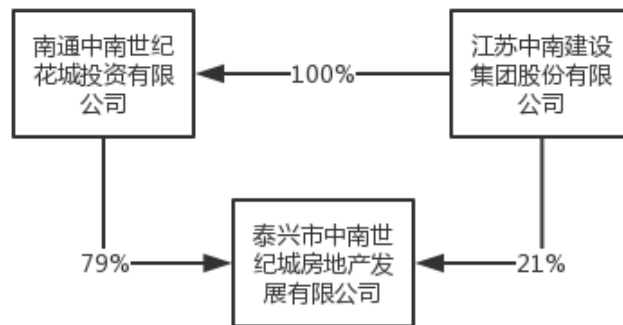 南通中南世纪
花城投资有限
公司
100%
江苏中南建设
集团股份有限
公司
79%
泰兴市中南世
纪城房地产发
展有限公司
21%